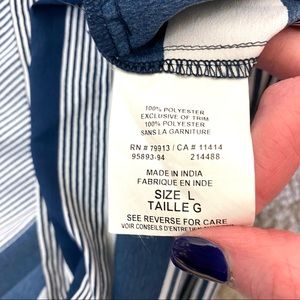 100% POLYESTER
EXCLUSIVE OF TRIM
100% POLYESTER
SANS LA GARNITURE
RN # 79913 / CA # 11414
95893-94 214488
MADE IN INDIA
FABRIQUE EN INDE
SIZE L
TAILLE G
SEE REVERSE FOR CARE
VOIR CONSIGNES D'ENTRETIEN AU VERSO